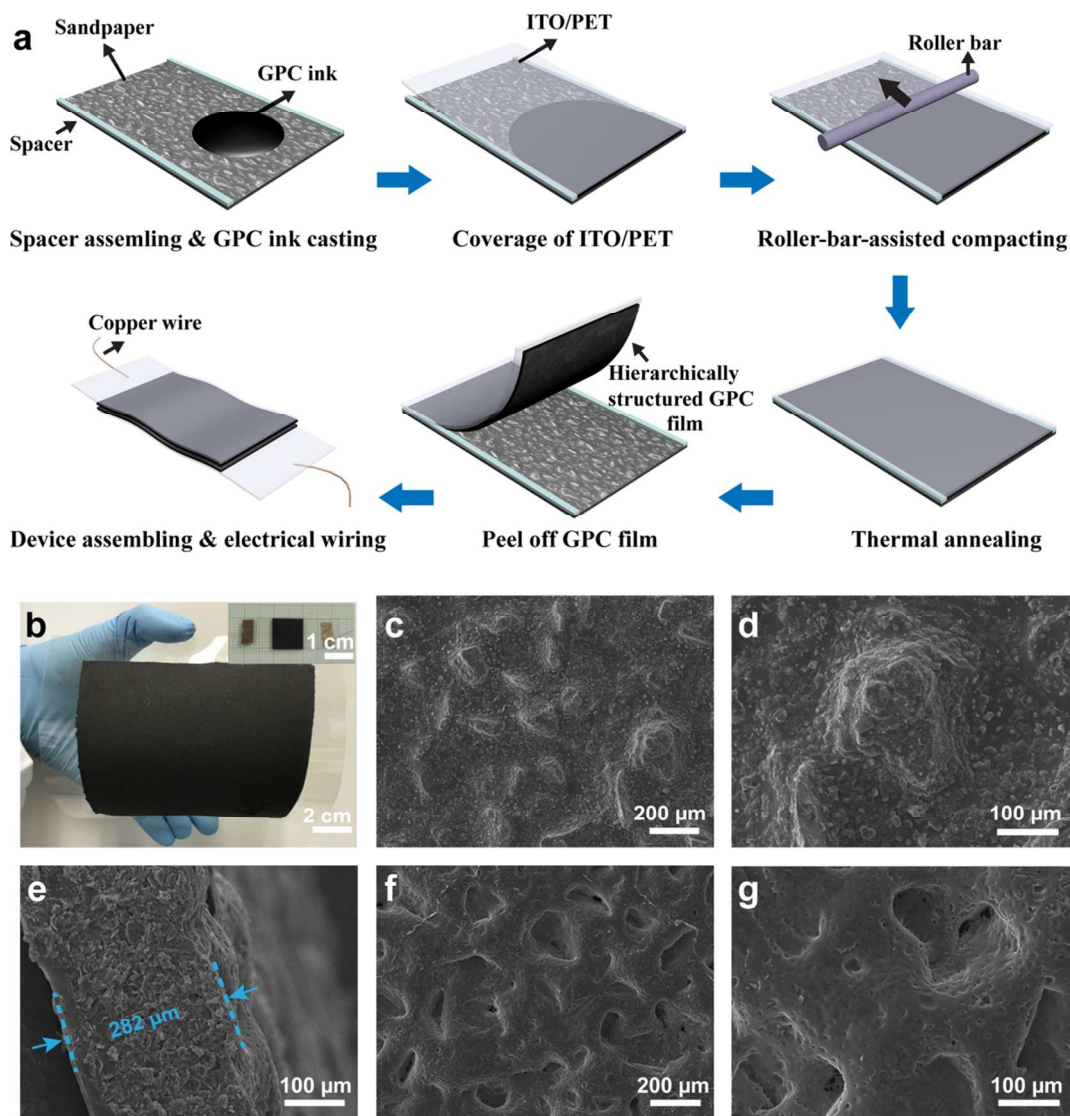 a
Sandpaper
GPC ink
Spacer
Spacer assemling & GPC ink casting
ITO/PET
Coverage of ITO/PET
Roller bar
Roller-bar-assisted compacting
Copper wire
Device assembling & electrical wiring
Hierarchically
structured GPC
film
Peel off GPC film
Thermal annealing
b
1 cm
2 cm
c
200 µm
d
100 µm
e
282 µm
100 µm
f
200 µm
g
100 µm